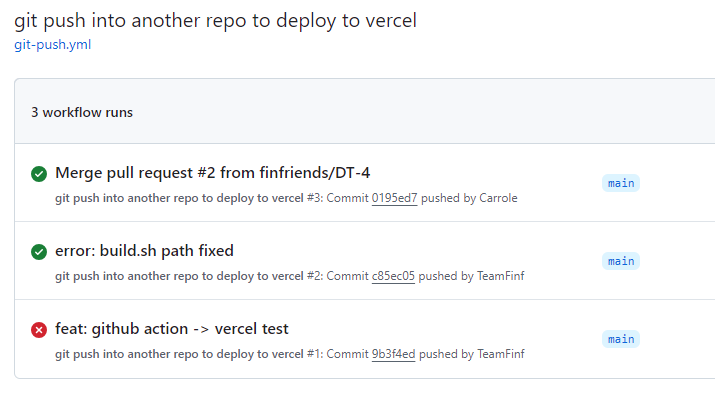 git push into another repo to deploy to vercel
git-push.yml
3 workflow runs
Merge pull request #2 from finfriends/DT-4
git push into another repo to deploy to vercel #3: Commit 0195ed7 pushed by Carrole
main
error: build.sh path fixed
git push into another repo to deploy to vercel #2: Commit c85ec05 pushed by TeamFinf
main
feat: github action -> vercel test
git push into another repo to deploy to vercel #1: Commit 9b3f4ed pushed by TeamFinf
main